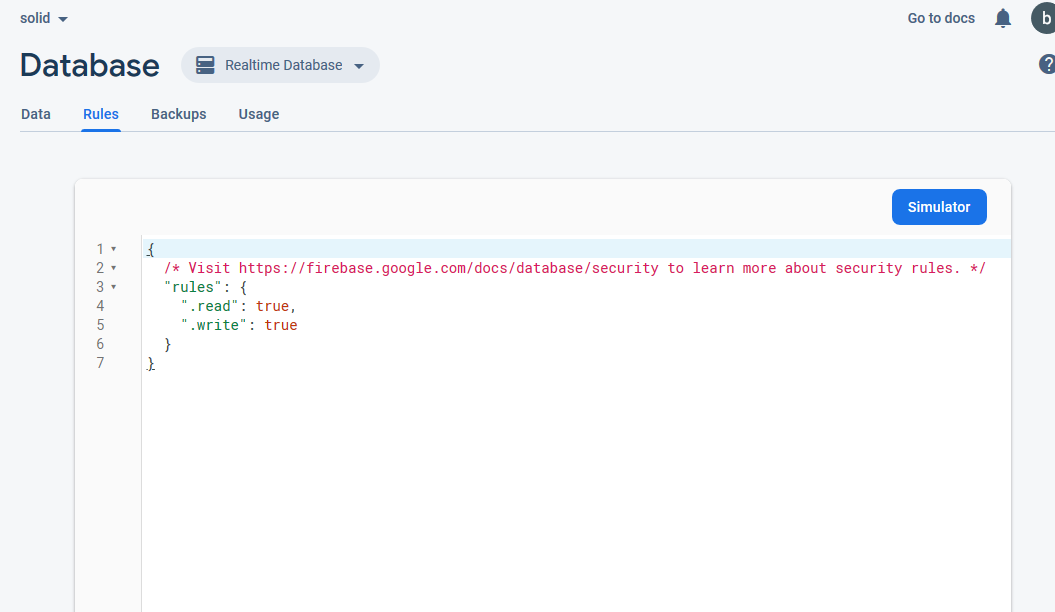 solid
Go to docs
b
Database
Realtime Database
?
Data Rules Backups Usage
Simulator
1 {
2 /* Visit https://firebase.google.com/docs/database/security to learn more about security rules. */
3 "rules": {
4 ".read": true,
5 ".write": true
6 }
7 }